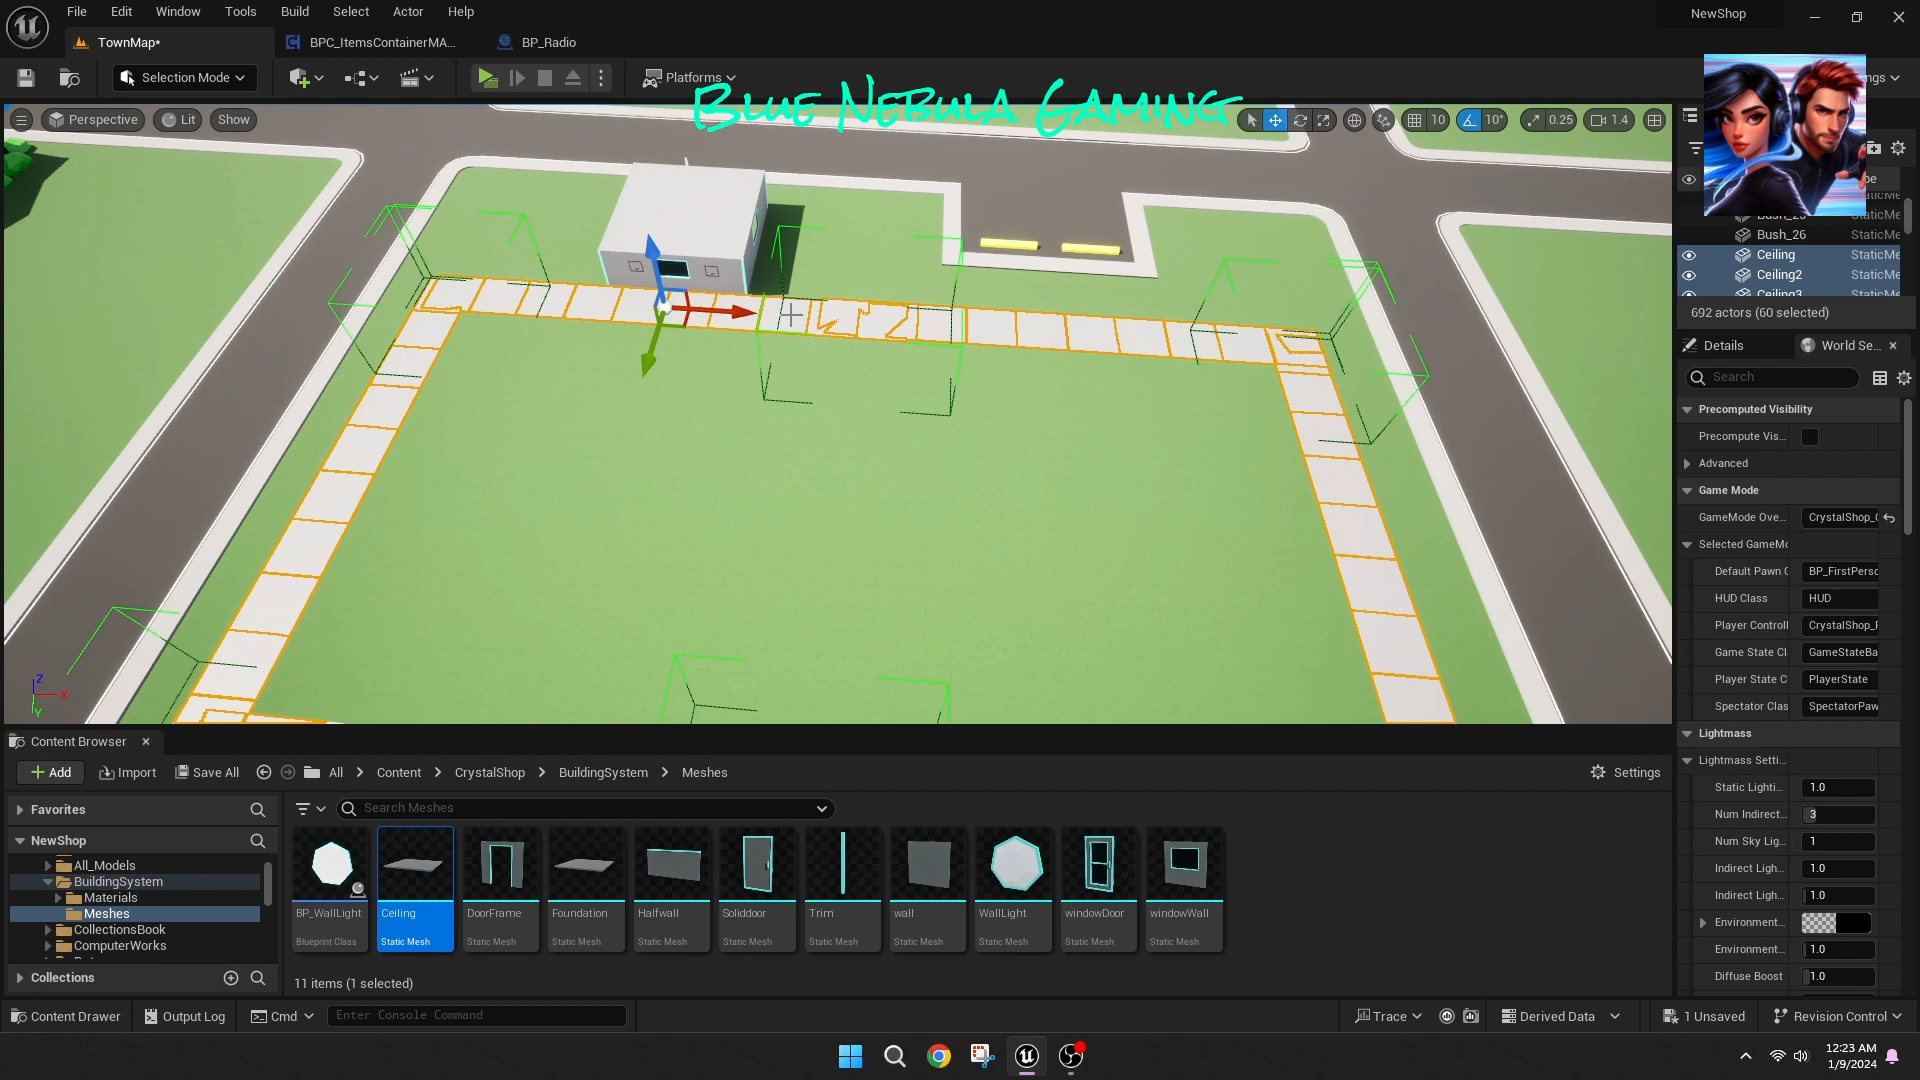 File Edit Window Tools Build Select Actor Help
NewShop
TownMap*
BPC_ItemsContainerMA...
BP_Radio
Selection Mode
Platforms
Blue Nebula Gaming
Perspective
Lit
Show
10
10°
0.25
1.4
Bush_26
StaticMe
Ceiling
StaticMe
Ceiling2
StaticMe
Ceiling3
692 actors (60 selected)
Details
World Se...
Search
Precomputed Visibility
Precompute Vis...
Advanced
Game Mode
GameMode Ove...
Selected GameMo
Default Pawn C
BP_FirstPerso
HUD Class
HUD
Player Controll
Game State Cl
GameStateBa
Player State C
PlayerState
Spectator Clas
SpectatorPaw
Lightmass
Lightmass Setti...
Static Lighti...
1.0
Num Indirect...
3
Num Sky Lig...
1
Indirect Ligh...
1.0
Indirect Ligh...
1.0
Environment...
Environment...
1.0
Diffuse Boost
1.0
Z
X
Y
Content Browser
Add
Import
Save All
All > Content > CrystalShop > BuildingSystem > Meshes
Settings
Favorites
Search Meshes
NewShop
All_Models
BuildingSystem
Materials
Meshes
CollectionsBook
ComputerWorks
Collections
BP_WallLight
Blueprint Class
Ceiling
Static Mesh
DoorFrame
Static Mesh
Foundation
Static Mesh
Halfwall
Static Mesh
Soliddoor
Static Mesh
Trim
Static Mesh
wall
Static Mesh
WallLight
Static Mesh
windowDoor
Static Mesh
windowWall
Static Mesh
11 items (1 selected)
Content Drawer
Output Log
Cmd
Enter Console Command
Trace
Derived Data
1 Unsaved
Revision Control
12:23 AM
1/9/2024